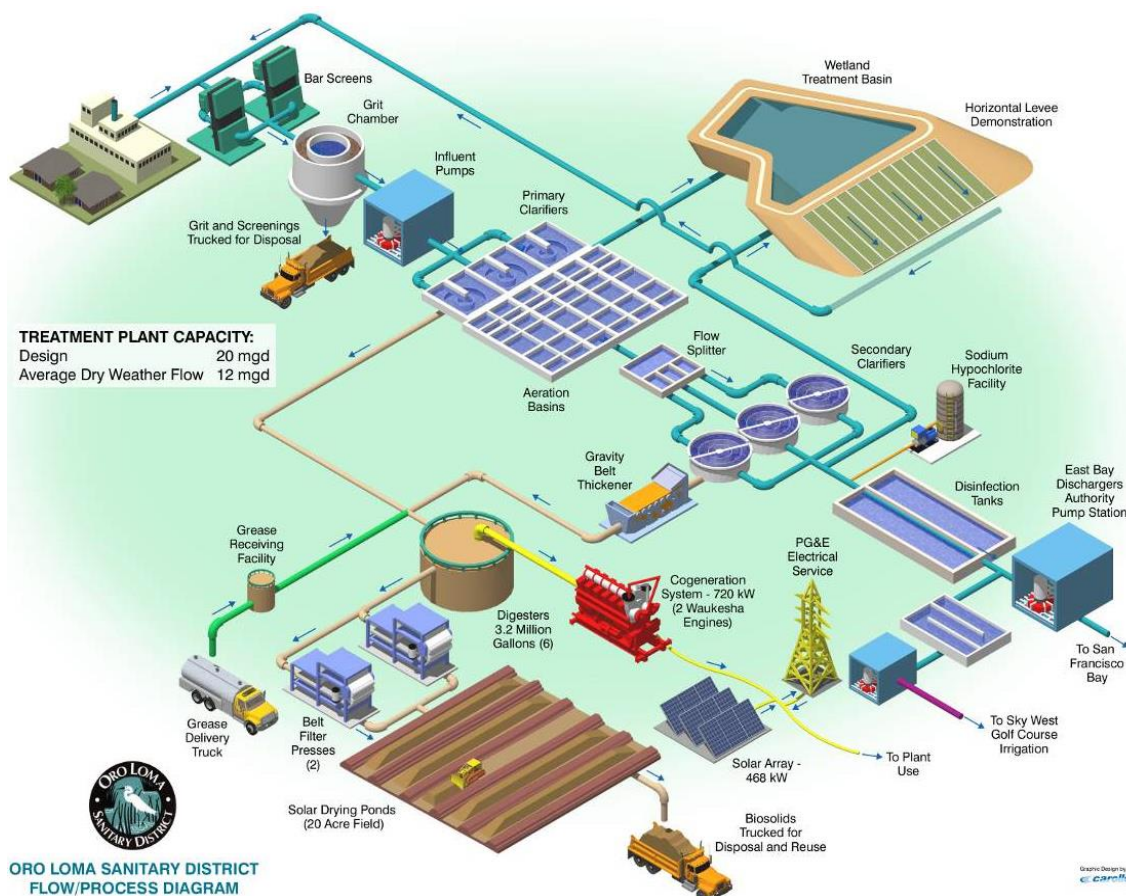 Bar Screens
Grit
Chamber
Influent
Pumps
Grit and Screenings
Trucked for Disposal
Primary
Clarifiers
Wetland
Treatment Basin
Horizontal Levee
Demonstration
TREATMENT PLANT CAPACITY:
Design 20 mgd
Average Dry Weather Flow 12 mgd
Aeration
Basins
Flow
Splitter
Secondary
Clarifiers
Sodium
Hypochlorite
Facility
Gravity
Belt
Thickener
Disinfection
Tanks
East Bay
Dischargers
Authority
Pump Station
Grease
Receiving
Facility
Digesters
3.2 Million
Gallons (6)
Cogeneration
System - 720 kW
(2 Waukesha
Engines)
PG&E
Electrical
Service
To San
Francisco
Bay
Grease
Delivery
Truck
Belt
Filter
Presses
(2)
Solar Array -
468 kW
To Plant
Use
To Sky West
Golf Course
Irrigation
Solar Drying Ponds
(20 Acre Field)
Biosolids
Trucked for
Disposal and Reuse
ORO LOMA
SANITARY DISTRICT
ORO LOMA SANITARY DISTRICT
FLOW/PROCESS DIAGRAM
Graphic Design by